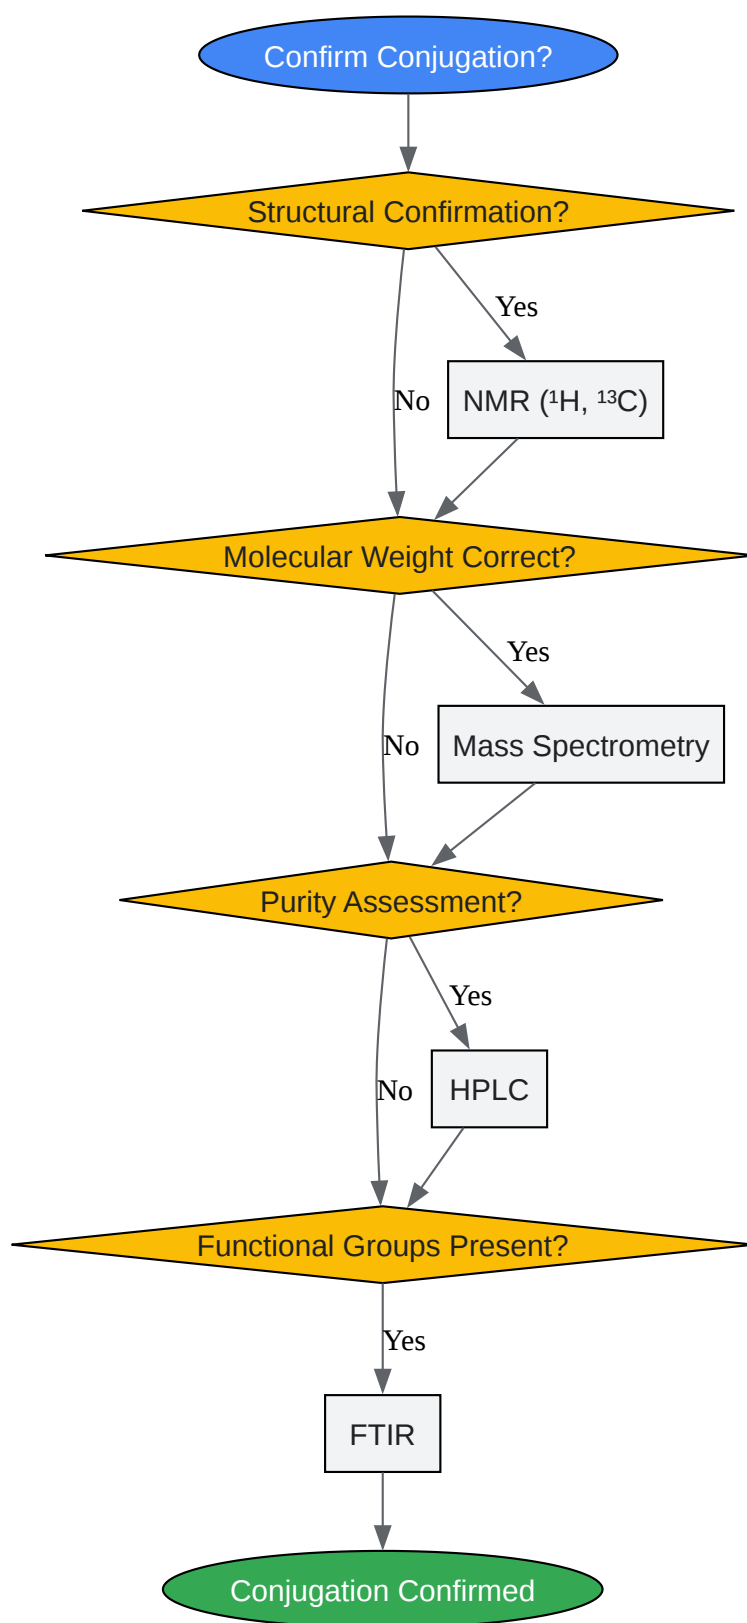 Confirm Conjugation?
Structural Confirmation?
Yes
No
NMR (¹H, ¹³C)
Molecular Weight Correct?
Yes
No
Mass Spectrometry
Purity Assessment?
Yes
No
HPLC
Functional Groups Present?
Yes
FTIR
Conjugation Confirmed